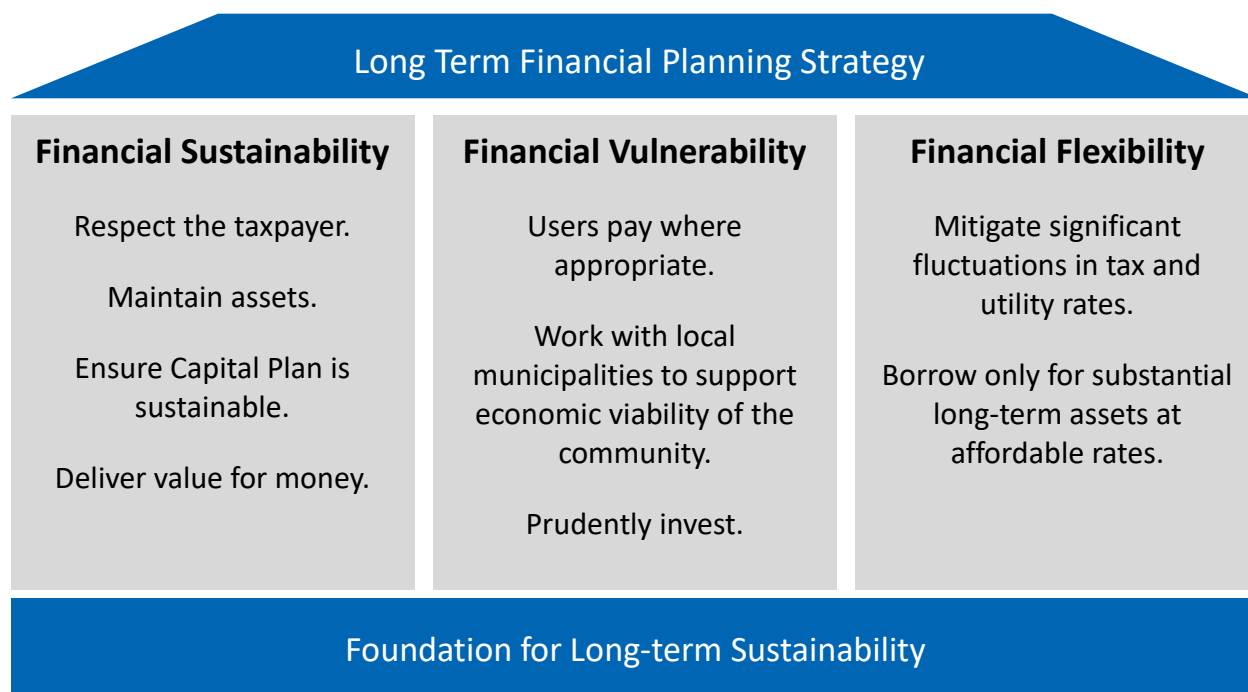 Long Term Financial Planning Strategy
Financial Sustainability
Respect the taxpayer.
Maintain assets.
Ensure Capital Plan is
sustainable.
Deliver value for money.
Financial Vulnerability
Users pay where
appropriate.
Work with local
municipalities to support
economic viability of the
community.
Prudently invest.
Financial Flexibility
Mitigate significant
fluctuations in tax and
utility rates.
Borrow only for substantial
long-term assets at
affordable rates.
Foundation for Long-term Sustainability